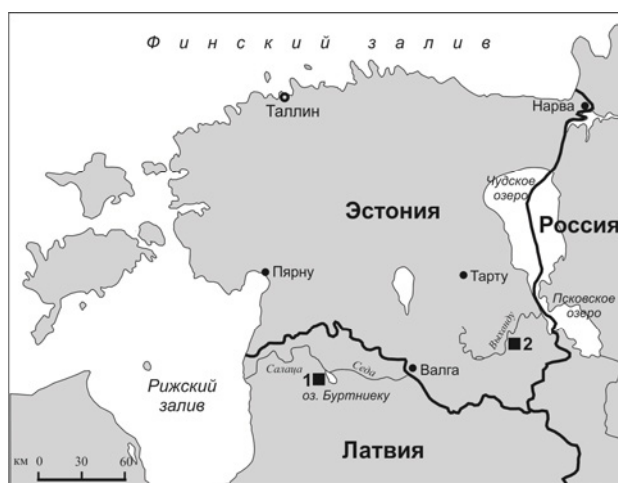 Финский залив
Таллин
Нарва
Чудское
озеро
Эстония
Россия
Пярну
Тарту
Псковское
озеро
Выханду
2
Валга
Салаца
Седа
1
оз. Буртниеку
Рижский
залив
Латвия
км 0 30 60